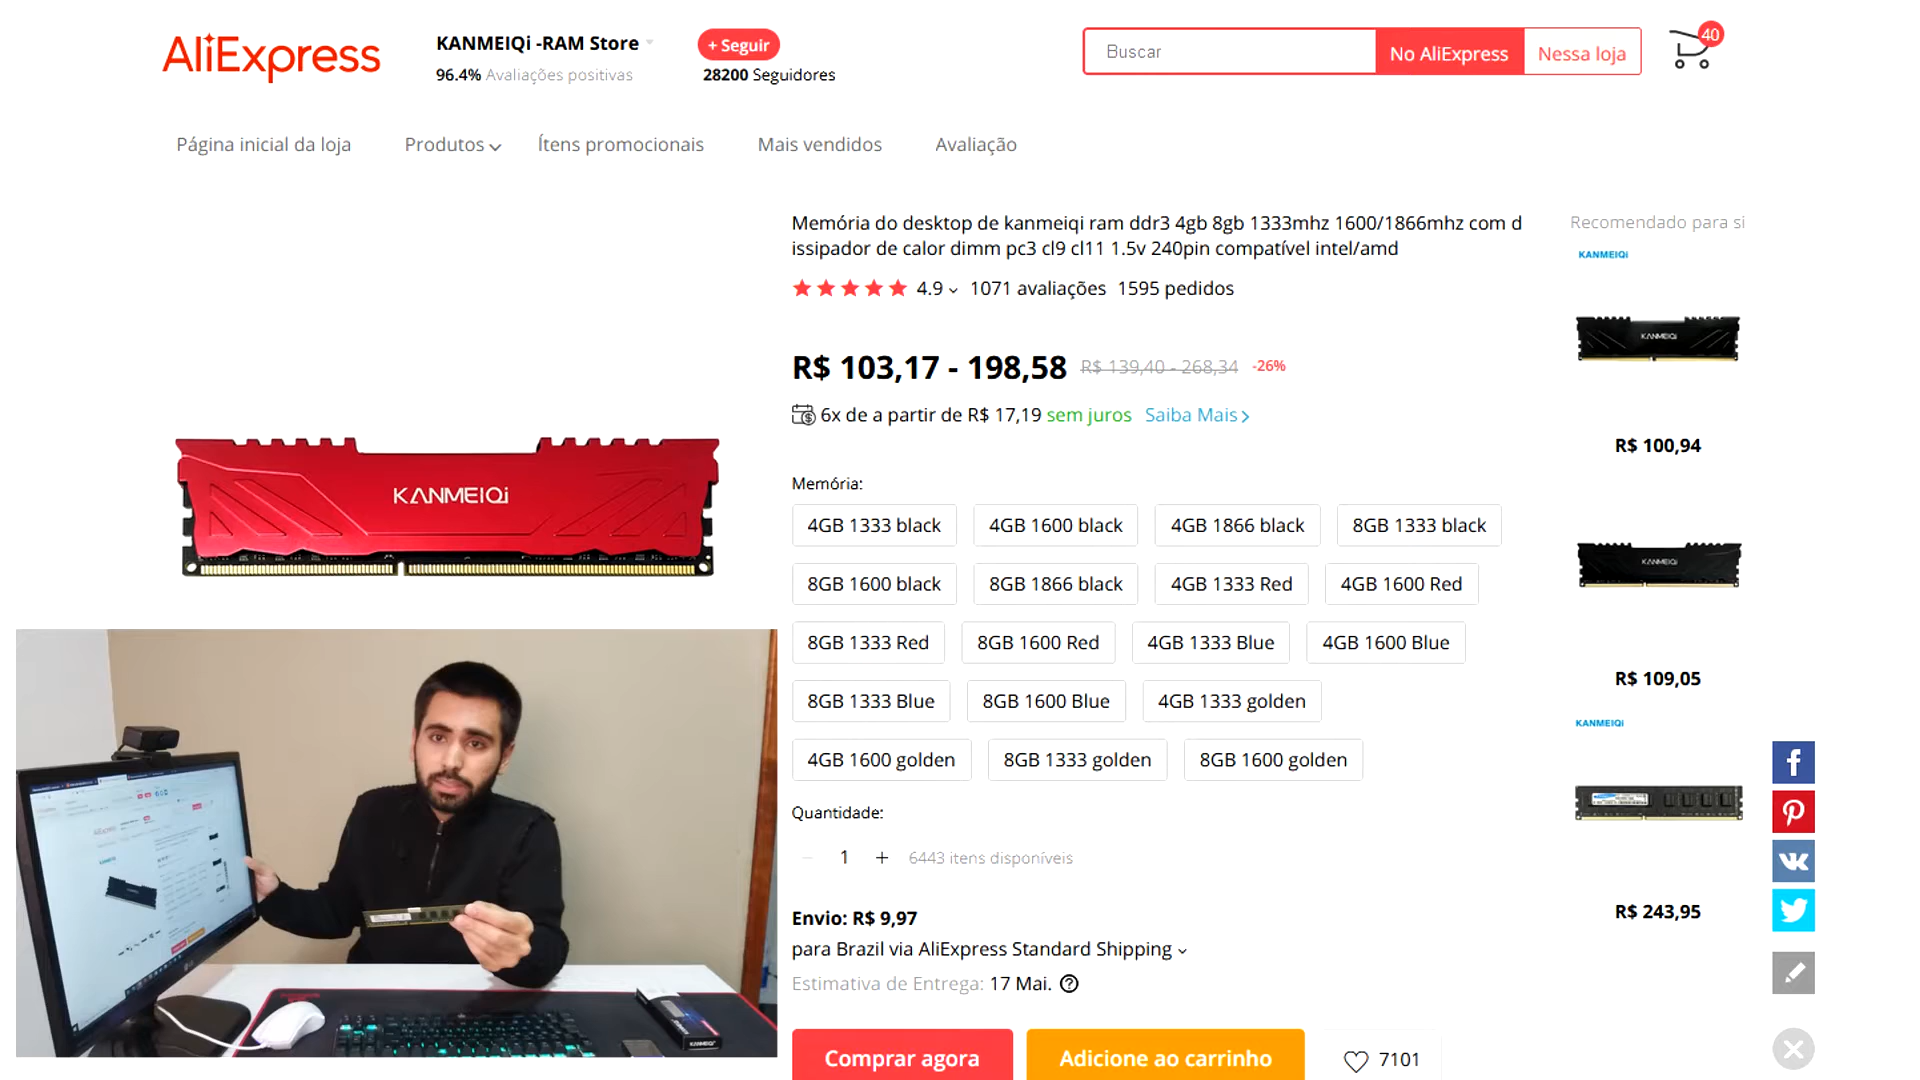 AliExpress
KANMEIQi -RAM Store
96.4% Avaliações positivas
+ Seguir
28200 Seguidores
Buscar
No AliExpress
Nessa loja
40
Página inicial da loja
Produtos
Ítens promocionais
Mais vendidos
Avaliação
KANMEIQi
Memória do desktop de kanmeiqi ram ddr3 4gb 8gb 1333mhz 1600/1866mhz com d
issipador de calor dimm pc3 cl9 cl11 1.5v 240pin compatível intel/amd
4.9
1071 avaliações
1595 pedidos
R$ 103,17 - 198,58
R$ 139,40 - 268,34
-26%
6x de a partir de R$ 17,19 sem juros
Saiba Mais
Memória:
4GB 1333 black
4GB 1600 black
4GB 1866 black
8GB 1333 black
8GB 1600 black
8GB 1866 black
4GB 1333 Red
4GB 1600 Red
8GB 1333 Red
8GB 1600 Red
4GB 1333 Blue
4GB 1600 Blue
8GB 1333 Blue
8GB 1600 Blue
4GB 1333 golden
4GB 1600 golden
8GB 1333 golden
8GB 1600 golden
Quantidade:
1
6443 itens disponíveis
Envio: R$ 9,97
para Brazil via AliExpress Standard Shipping
Estimativa de Entrega: 17 Mai.
Comprar agora
Adicione ao carrinho
7101
Recomendado para si
KANMEIQi
KANMEIQi
R$ 100,94
KANMEIQi
R$ 109,05
KANMEIQi
R$ 243,95